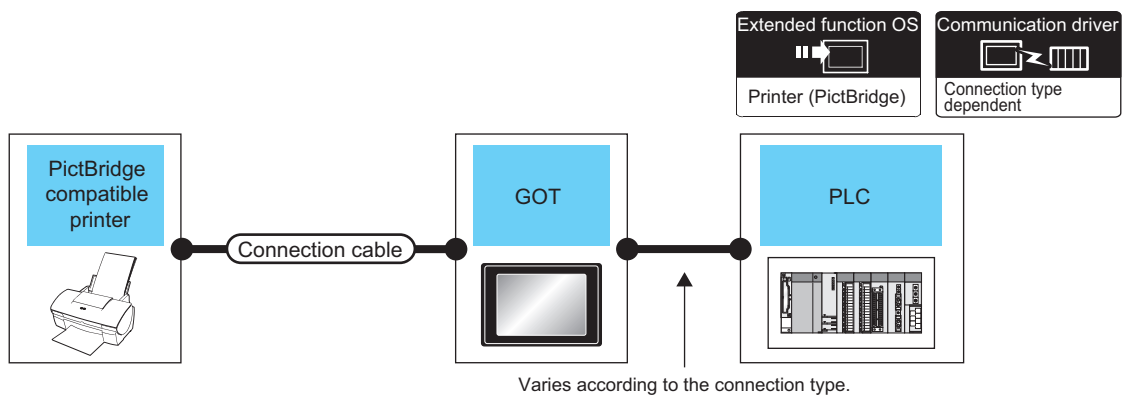 Extended function OS
Printer (PictBridge)
Communication driver
Connection type
dependent
PictBridge
compatible
printer
Connection cable
GOT
PLC
Varies according to the connection type.